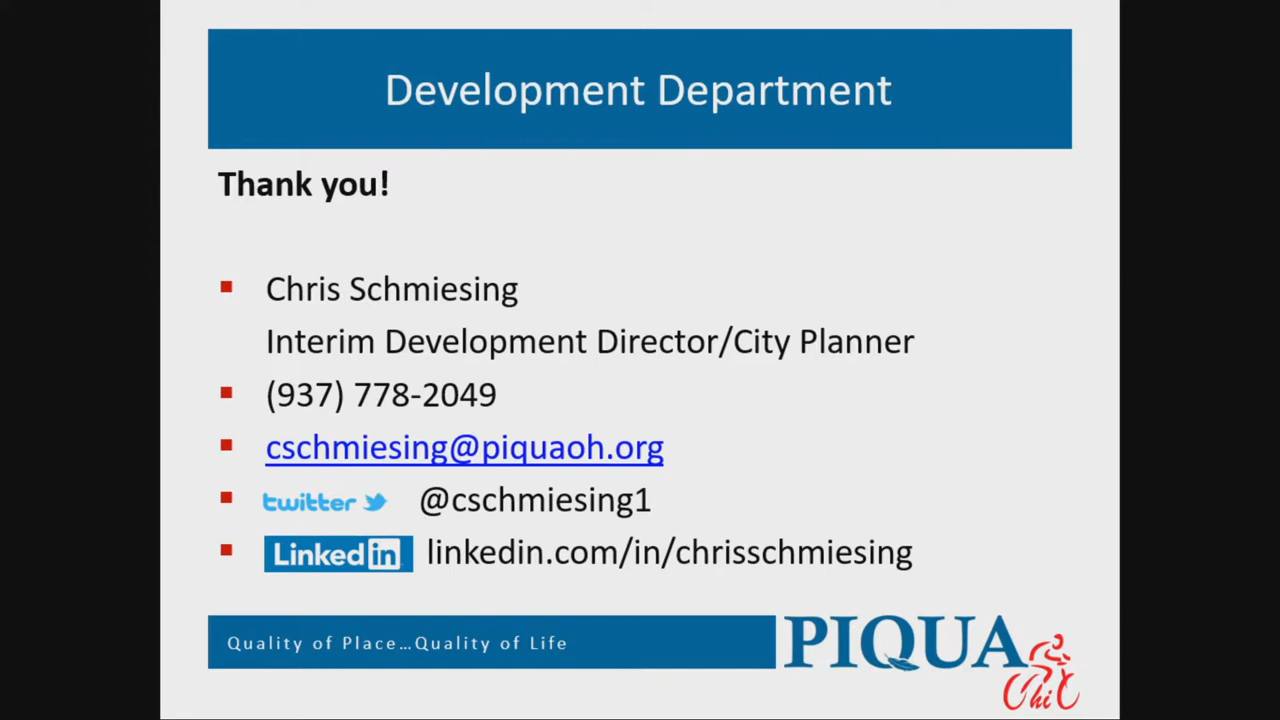 Development Department
Thank you!
Chris Schmiesing
Interim Development Director/City Planner
(937) 778-2049
cschmiesing@piquaoh.org
twitter @cschmiesing1
Linked in linkedin.com/in/chrisschmiesing
Quality of Place…Quality of Life
PIQUA
OhiO